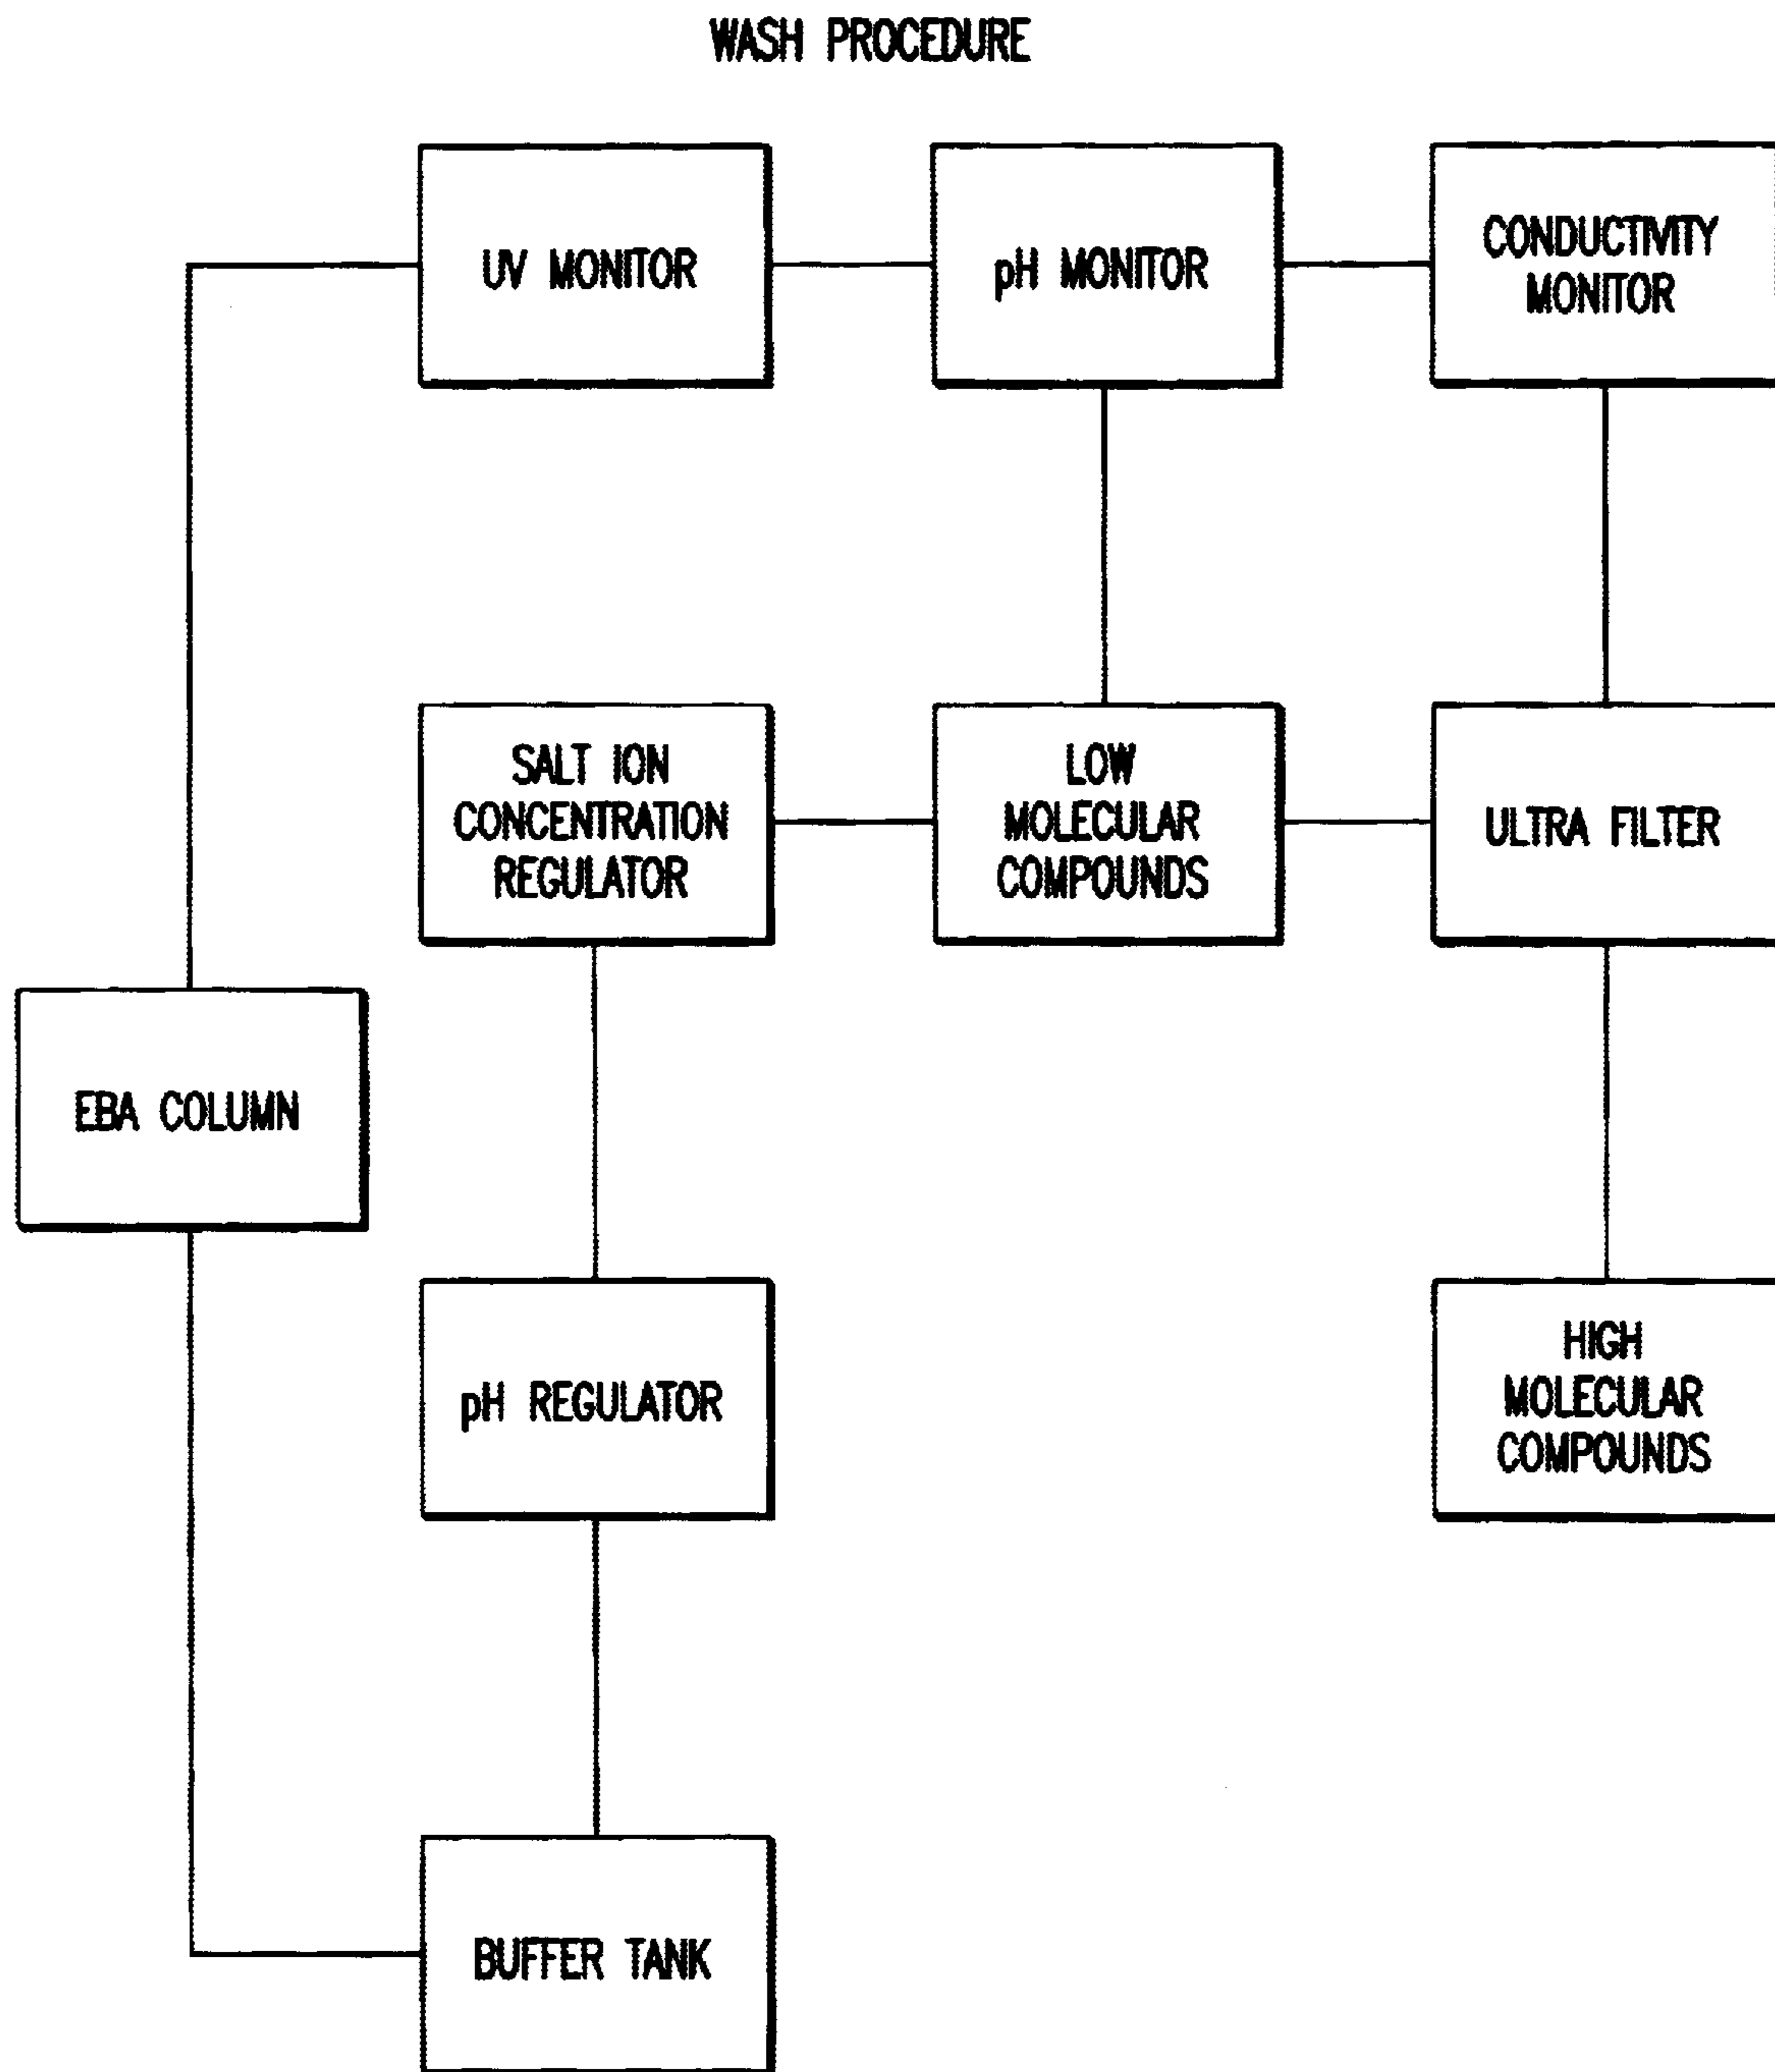 WASH PROCEDURE
UV MONITOR
pH MONITOR
CONDUCTIVITY
MONITOR
SALT ION
CONCENTRATION
REGULATOR
LOW
MOLECULAR
COMPOUNDS
ULTRA FILTER
EBA COLUMN
pH REGULATOR
HIGH
MOLECULAR
COMPOUNDS
BUFFER TANK